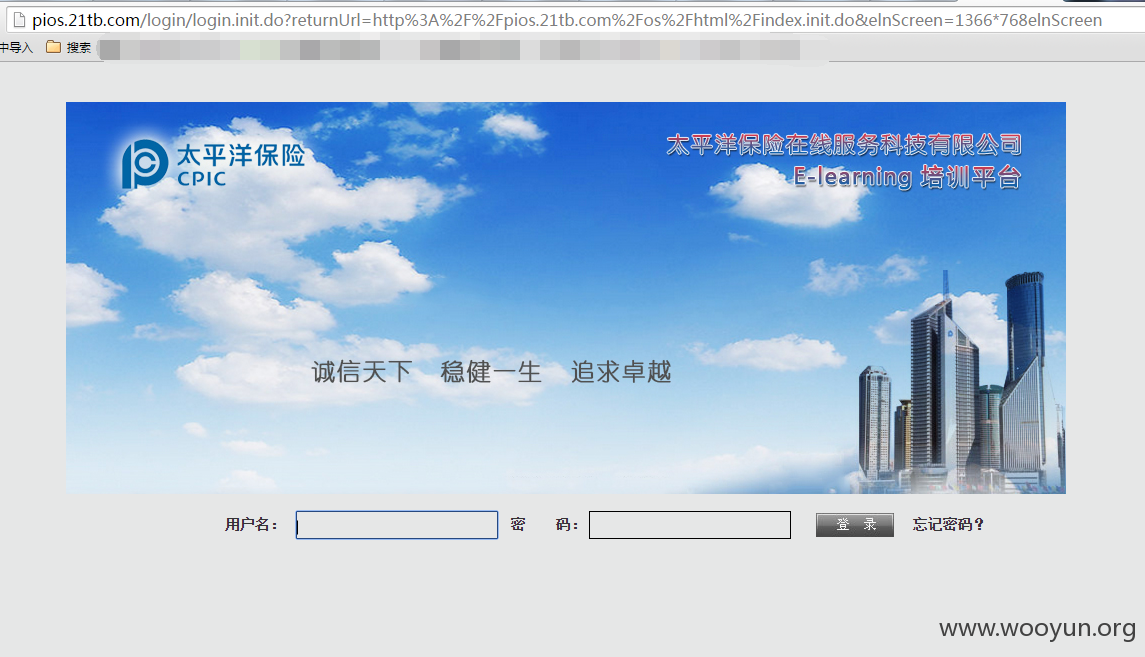 pios.21tb.com/login/login.init.do?returnUrl=http%3A%2F%2Fpios.21tb.com%2Fos%2Fhtml%2Findex.init.do&elnScreen=1366*768elnScreen
中导入 搜索
太平洋保险
CPIC
太平洋保险在线服务科技有限公司
E-learning 培训平台
诚信天下 稳健一生 追求卓越
用户名： 密 码： 登 录 忘记密码？
www.wooyun.org